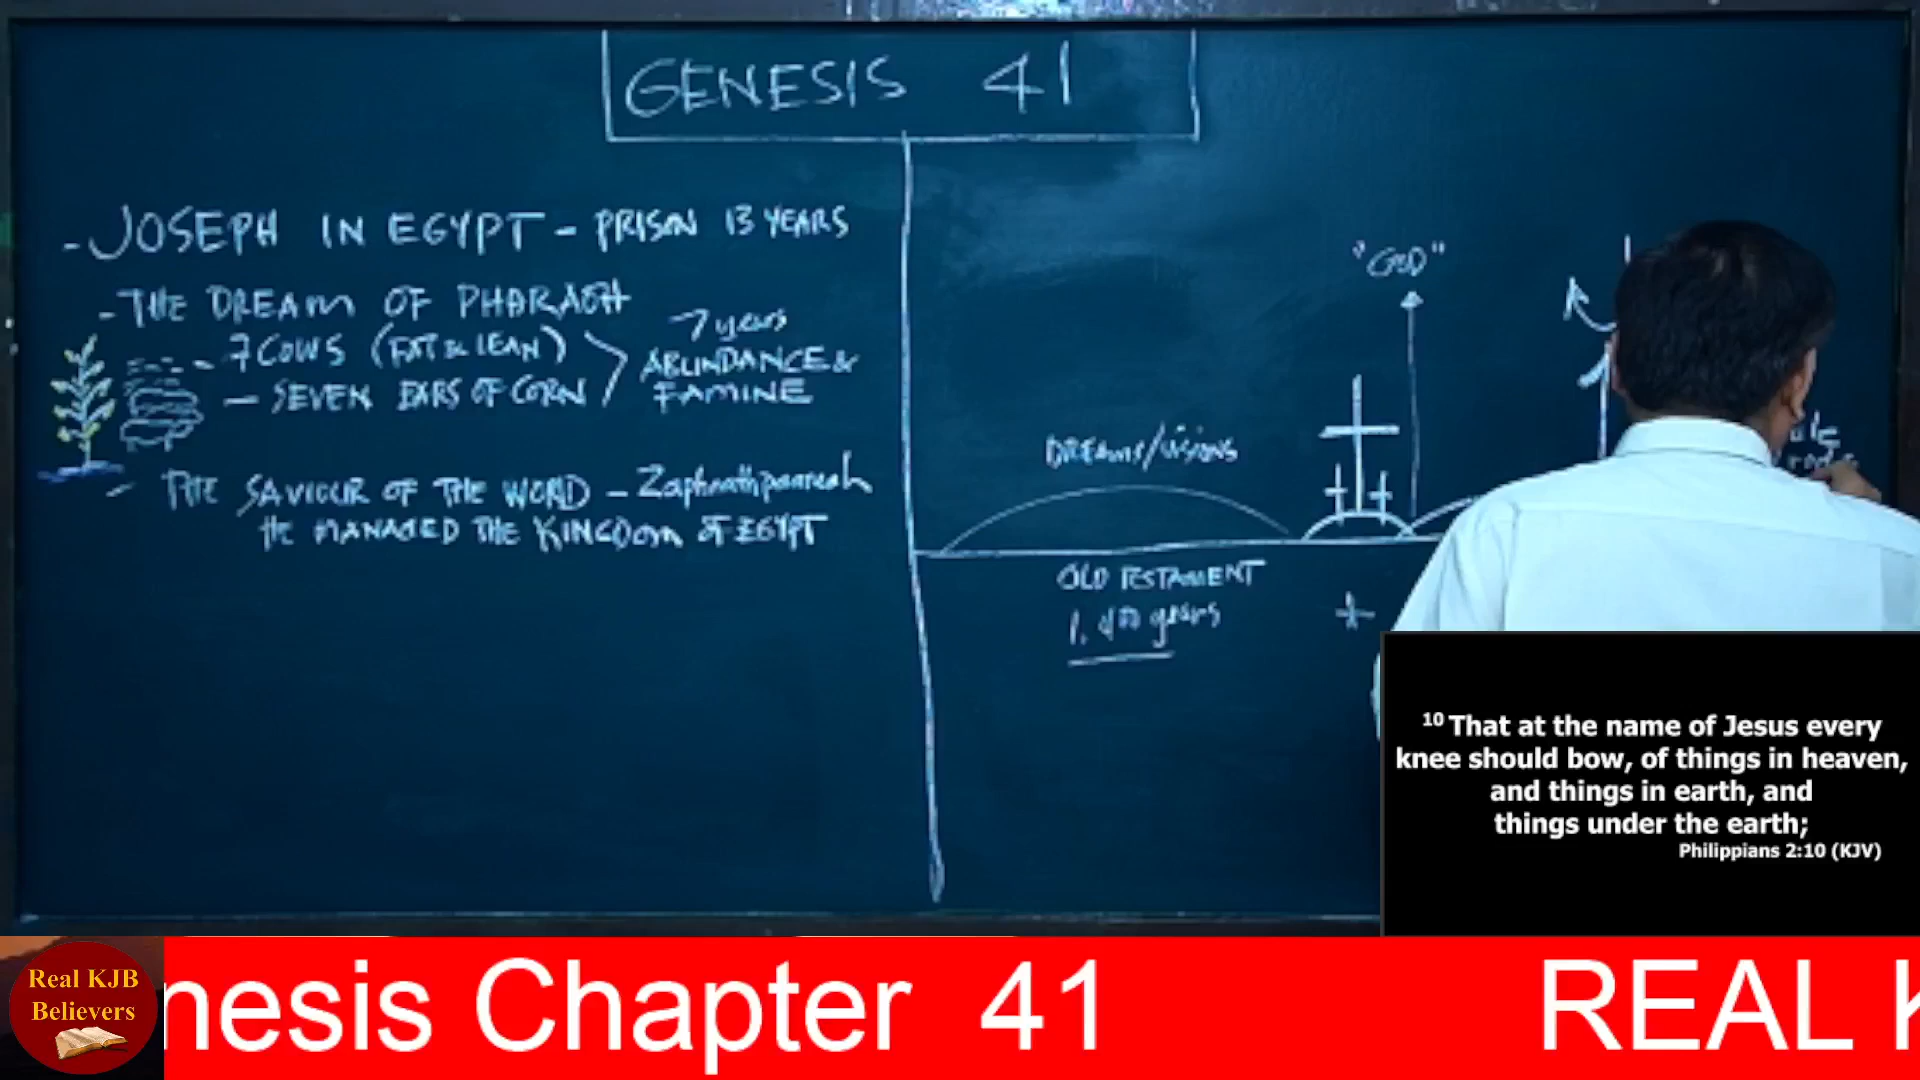 GENESIS 41
- JOSEPH IN EGYPT - PRISON 13 YEARS
- THE DREAM OF PHARAOH
- 7 COWS (FAT & LEAN)
- SEVEN EARS OF CORN
7 years
ABUNDANCE &
FAMINE
- THE SAVIOUR OF THE WORD - Zaphnathpaaneah
HE MANAGED THE KINGDOM OF EGYPT
"GOD"
DREAMS/VISIONS
OLD TESTAMENT
years
10 That at the name of Jesus every
knee should bow, of things in heaven,
and things in earth, and
things under the earth;
Philippians 2:10 (KJV)
Real KJB
Believers
nesis Chapter 41 REAL K